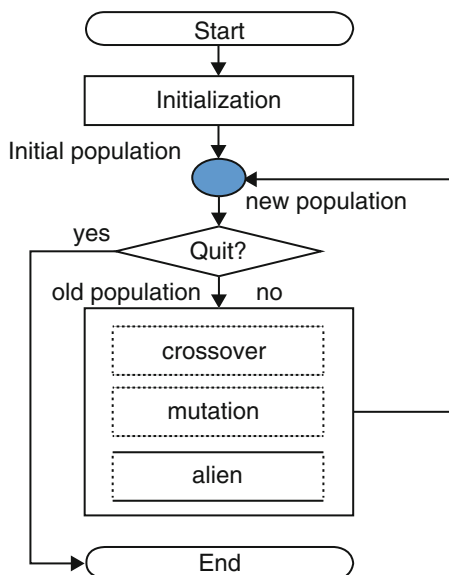 Start
Initialization
Initial population
new population
yes
Quit?
old population
no
crossover
mutation
alien
End